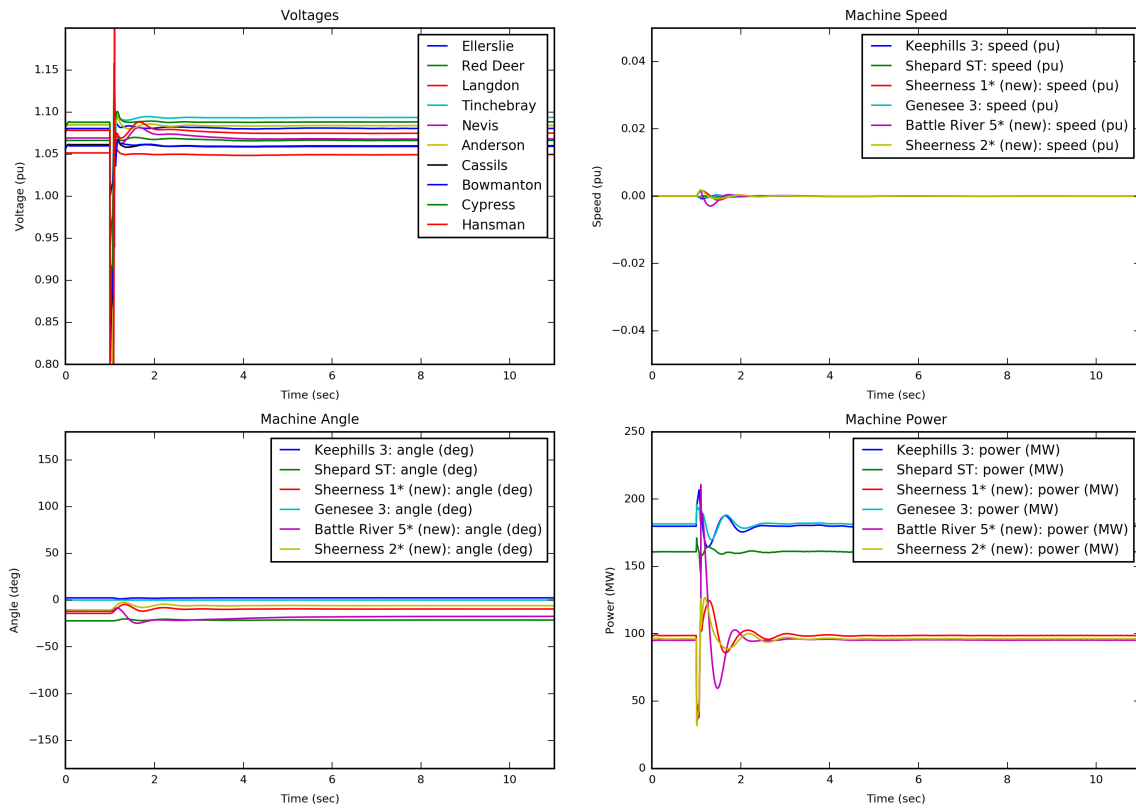 Voltages
1.15
1.10
1.05
1.00
0.95
0.90
0.85
0.80
Voltage (pu)
Ellerslie
Red Deer
Langdon
Tinchebray
Nevis
Anderson
Cassils
Bowmanton
Cypress
Hansman
0 2 4 6 8 10
Time (sec)
Machine Speed
0.04
0.02
0.00
−0.02
−0.04
Speed (pu)
Keephills 3: speed (pu)
Shepard ST: speed (pu)
Sheerness 1* (new): speed (pu)
Genesee 3: speed (pu)
Battle River 5* (new): speed (pu)
Sheerness 2* (new): speed (pu)
0 2 4 6 8 10
Time (sec)
Machine Angle
150
100
50
0
−50
−100
−150
Angle (deg)
Keephills 3: angle (deg)
Shepard ST: angle (deg)
Sheerness 1* (new): angle (deg)
Genesee 3: angle (deg)
Battle River 5* (new): angle (deg)
Sheerness 2* (new): angle (deg)
0 2 4 6 8 10
Time (sec)
Machine Power
250
200
150
100
50
0
Power (MW)
Keephills 3: power (MW)
Shepard ST: power (MW)
Sheerness 1* (new): power (MW)
Genesee 3: power (MW)
Battle River 5* (new): power (MW)
Sheerness 2* (new): power (MW)
0 2 4 6 8 10
Time (sec)